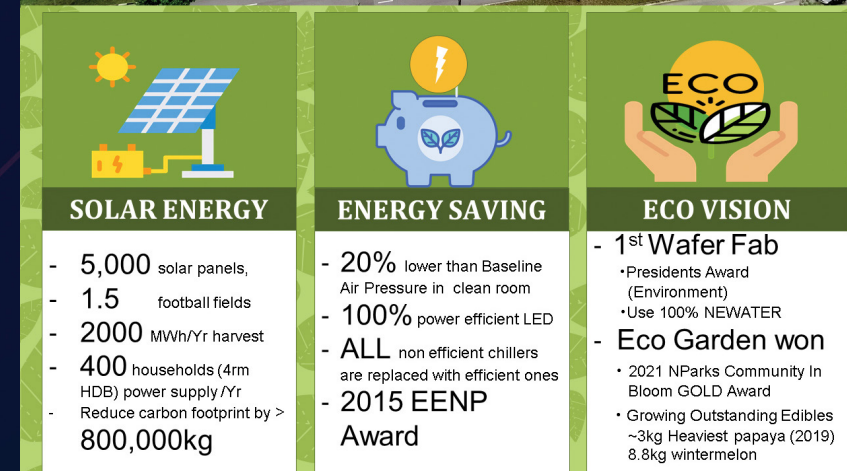 SOLAR ENERGY
- 5,000 solar panels,
- 1.5 football fields
- 2000 MWh/Yr harvest
- 400 households (4rm
HDB) power supply /Yr
- Reduce carbon footprint by >
800,000kg
ENERGY SAVING
- 20% lower than Baseline
Air Pressure in clean room
- 100% power efficient LED
- ALL non efficient chillers
are replaced with efficient ones
- 2015 EENP
Award
ECO
ECO VISION
- 1st Wafer Fab
•Presidents Award
(Environment)
•Use 100% NEWATER
- Eco Garden won
• 2021 NParks Community In
Bloom GOLD Award
• Growing Outstanding Edibles
~3kg Heaviest papaya (2019)
8.8kg wintermelon